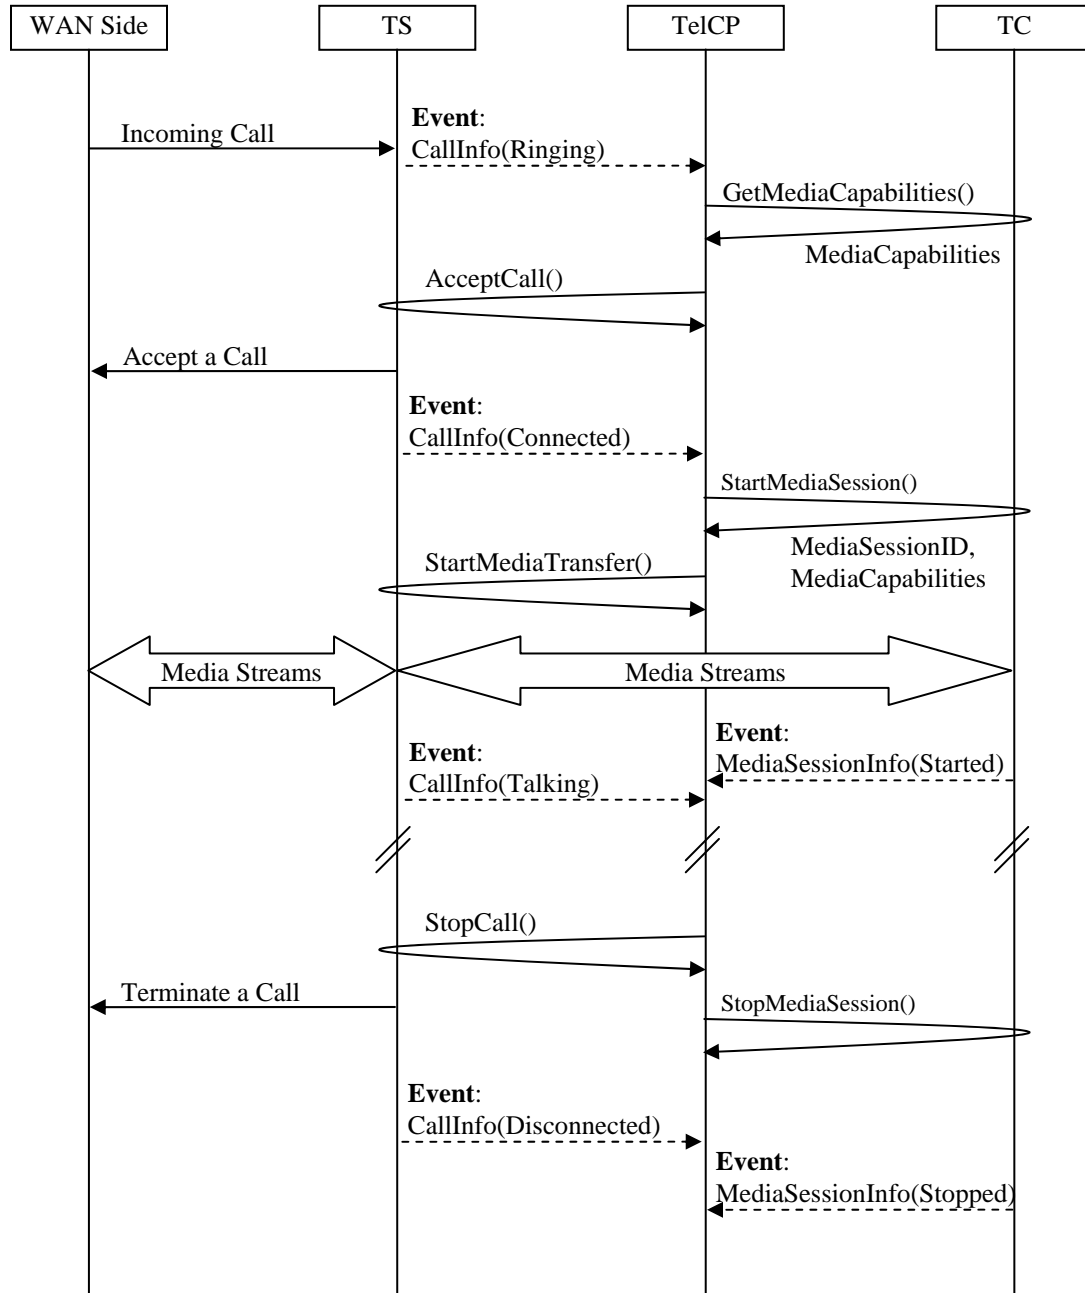 WAN Side
TS
TelCP
TC
Incoming Call
Event:
CallInfo(Ringing)
GetMediaCapabilities()
MediaCapabilities
AcceptCall()
Accept a Call
Event:
CallInfo(Connected)
StartMediaSession()
MediaSessionID,
MediaCapabilities
StartMediaTransfer()
Media Streams
Media Streams
Event:
MediaSessionInfo(Started)
Event:
CallInfo(Talking)
StopCall()
Terminate a Call
StopMediaSession()
Event:
CallInfo(Disconnected)
Event:
MediaSessionInfo(Stopped)